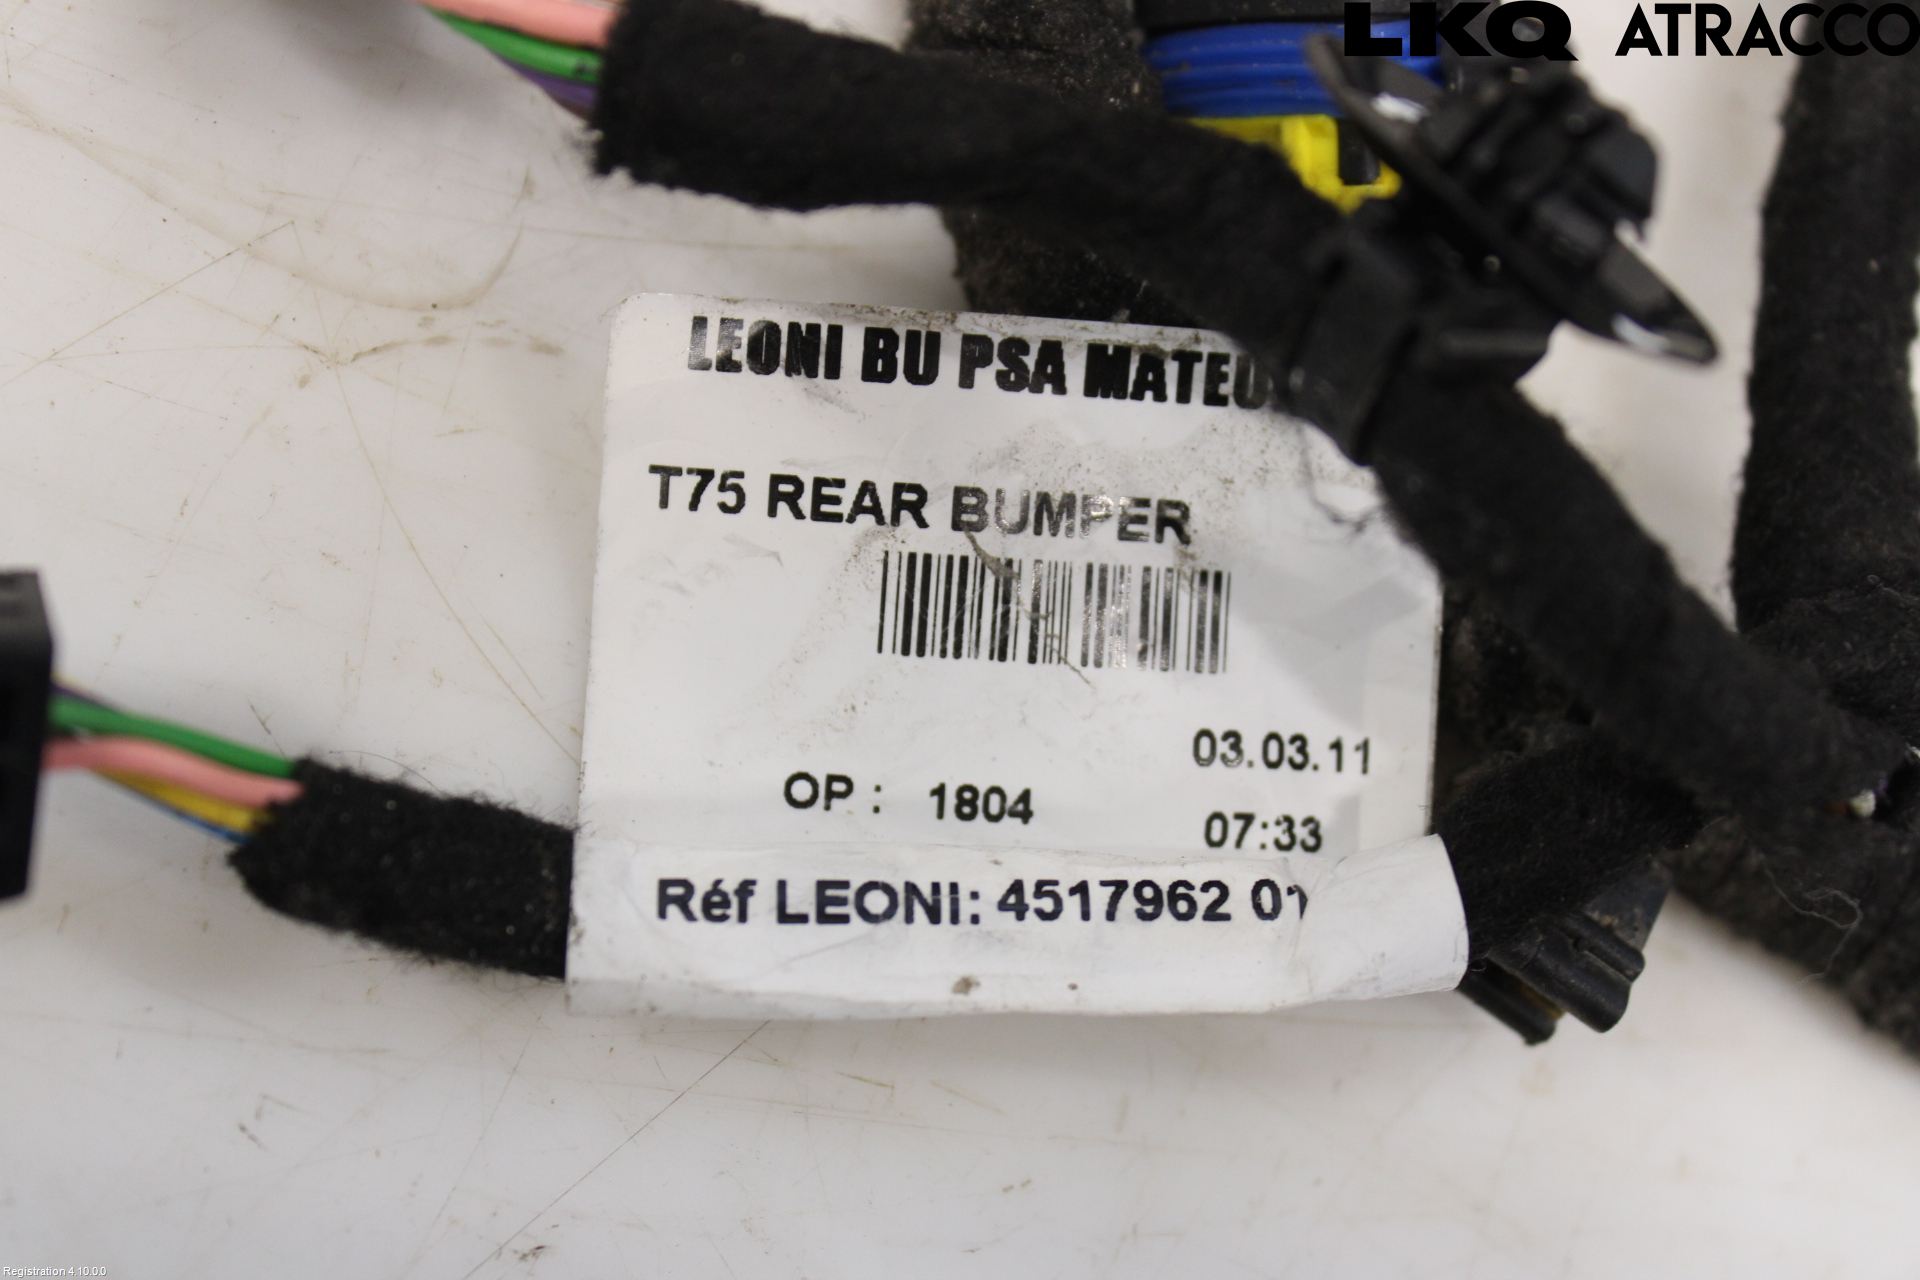 LKQ ATRACCO
LEONI BU PSA
T75 REAR BUMPER
03.03.11
OP : 1804
07:33
Réf LEONI: 4517962 01
Registration 4.10.0.0